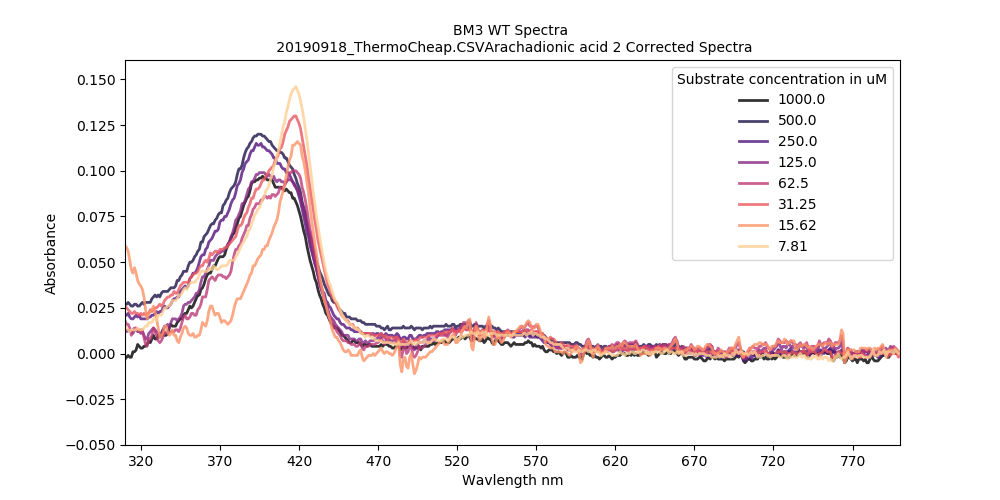 BM3 WT Spectra
20190918_ThermoCheap.CSVArachadionic acid 2 Corrected Spectra
Substrate concentration in uM
1000.0
500.0
250.0
125.0
62.5
31.25
15.62
7.81
0.150
0.125
0.100
0.075
0.050
0.025
0.000
−0.025
−0.050
Absorbance
320 370 420 470 520 570 620 670 720 770
Wavlength nm